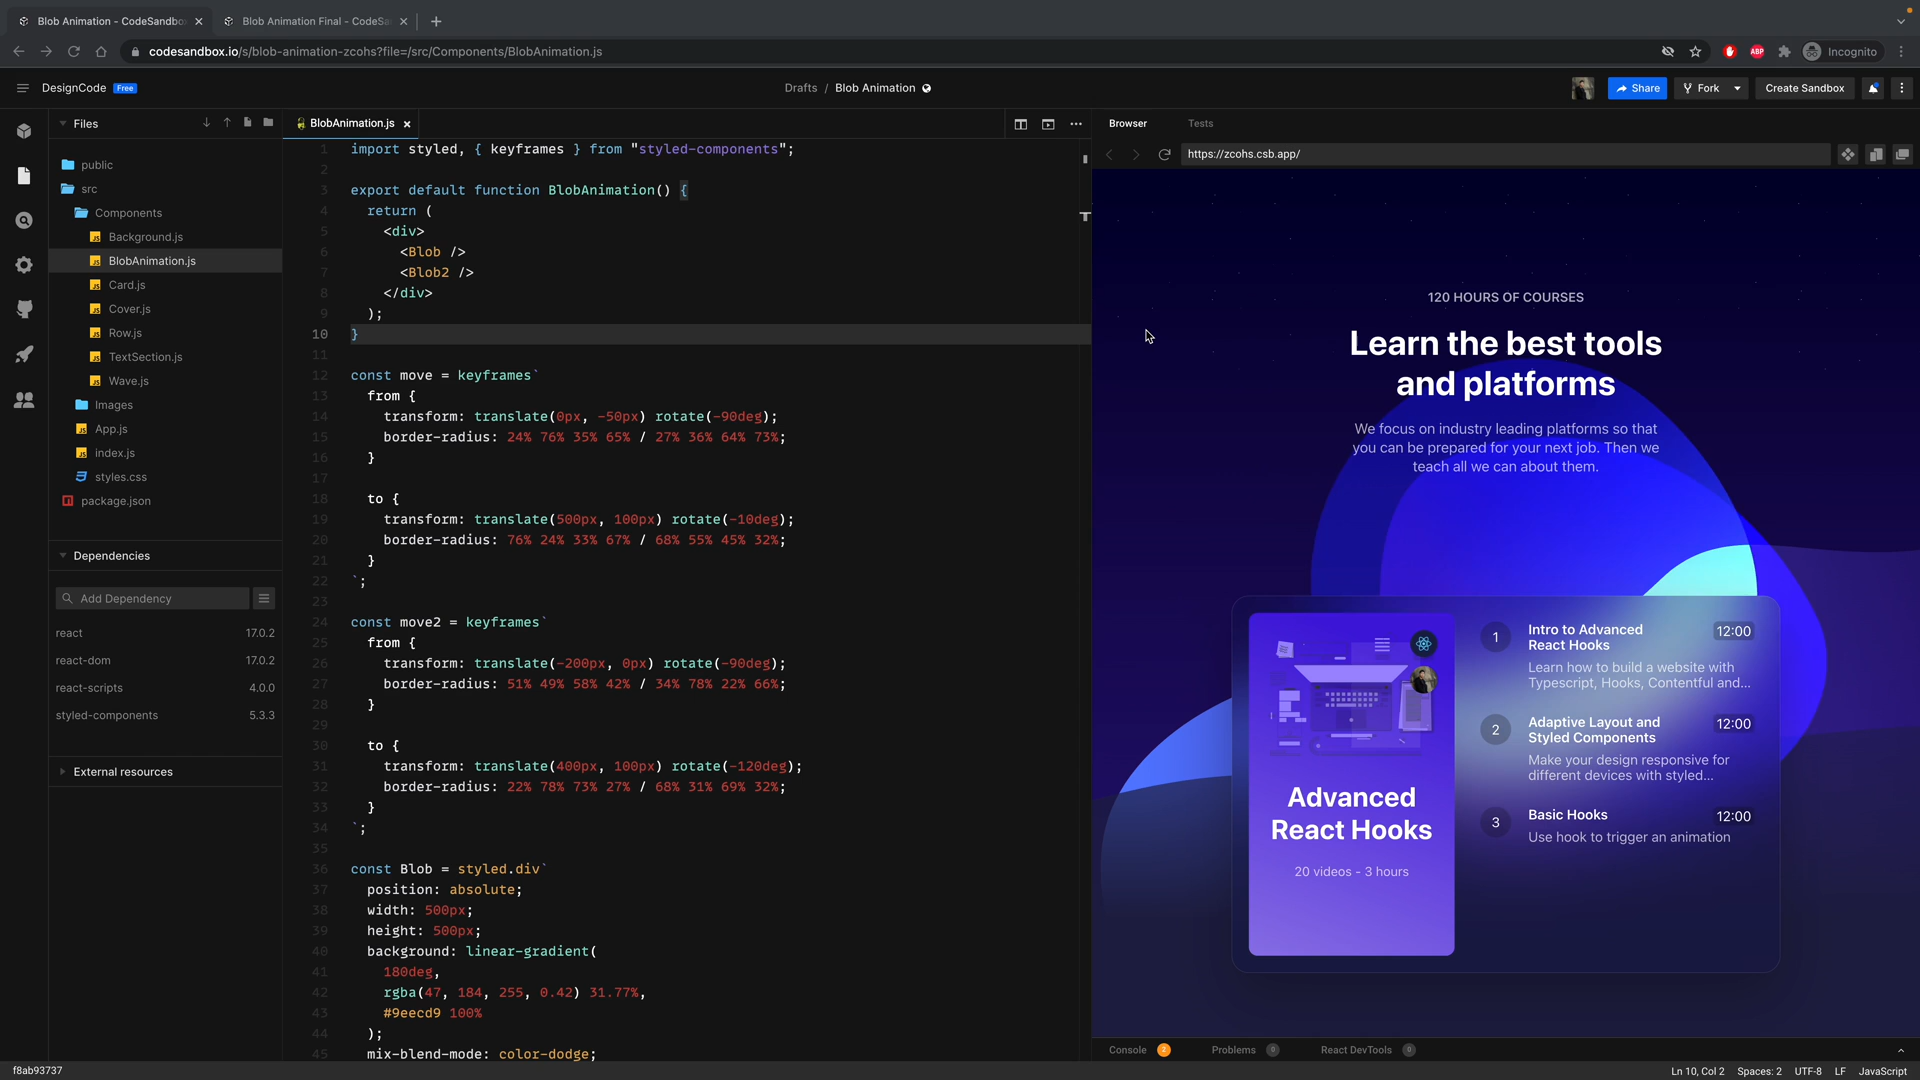 Blob Animation - CodeSandbo
Blob Animation Final - CodeSa
codesandbox.io/s/blob-animation-zcohs?file=/src/Components/BlobAnimation.js
ABP
Incognito
DesignCode Free
Drafts / Blob Animation
Share
Fork
Create Sandbox
Files
public
src
Components
Background.js
BlobAnimation.js
Card.js
Cover.js
Row.js
TextSection.js
Wave.js
Images
App.js
index.js
styles.css
package.json
Dependencies
Add Dependency
react 17.0.2
react-dom 17.0.2
react-scripts 4.0.0
styled-components 5.3.3
External resources
BlobAnimation.js
1 import styled, { keyframes } from "styled-components";
2
3 export default function BlobAnimation() {
4 return (
5 <div>
6 <Blob />
7 <Blob2 />
8 </div>
9 );
10 }
11
12 const move = keyframes`
13 from {
14 transform: translate(0px, -50px) rotate(-90deg);
15 border-radius: 24% 76% 35% 65% / 27% 36% 64% 73%;
16 }
17
18 to {
19 transform: translate(500px, 100px) rotate(-10deg);
20 border-radius: 76% 24% 33% 67% / 68% 55% 45% 32%;
21 }
22 `;
23
24 const move2 = keyframes`
25 from {
26 transform: translate(-200px, 0px) rotate(-90deg);
27 border-radius: 51% 49% 58% 42% / 34% 78% 22% 66%;
28 }
29
30 to {
31 transform: translate(400px, 100px) rotate(-120deg);
32 border-radius: 22% 78% 73% 27% / 68% 31% 69% 32%;
33 }
34 `;
35
36 const Blob = styled.div`
37 position: absolute;
38 width: 500px;
39 height: 500px;
40 background: linear-gradient(
41 180deg,
42 rgba(47, 184, 255, 0.42) 31.77%,
43 #9eecd9 100%
44 );
45 mix-blend-mode: color-dodge;
Browser
Tests
https://zcohs.csb.app/
120 HOURS OF COURSES
Learn the best tools
and platforms
We focus on industry leading platforms so that
you can be prepared for your next job. Then we
teach all we can about them.
Advanced
React Hooks
20 videos - 3 hours
1
Intro to Advanced
React Hooks
12:00
Learn how to build a website with
Typescript, Hooks, Contentful and...
2
Adaptive Layout and
Styled Components
12:00
Make your design responsive for
different devices with styled...
3
Basic Hooks
12:00
Use hook to trigger an animation
Console 2
Problems 0
React DevTools 0
f8ab93737
Ln 10, Col 2
Spaces: 2
UTF-8
LF
JavaScript